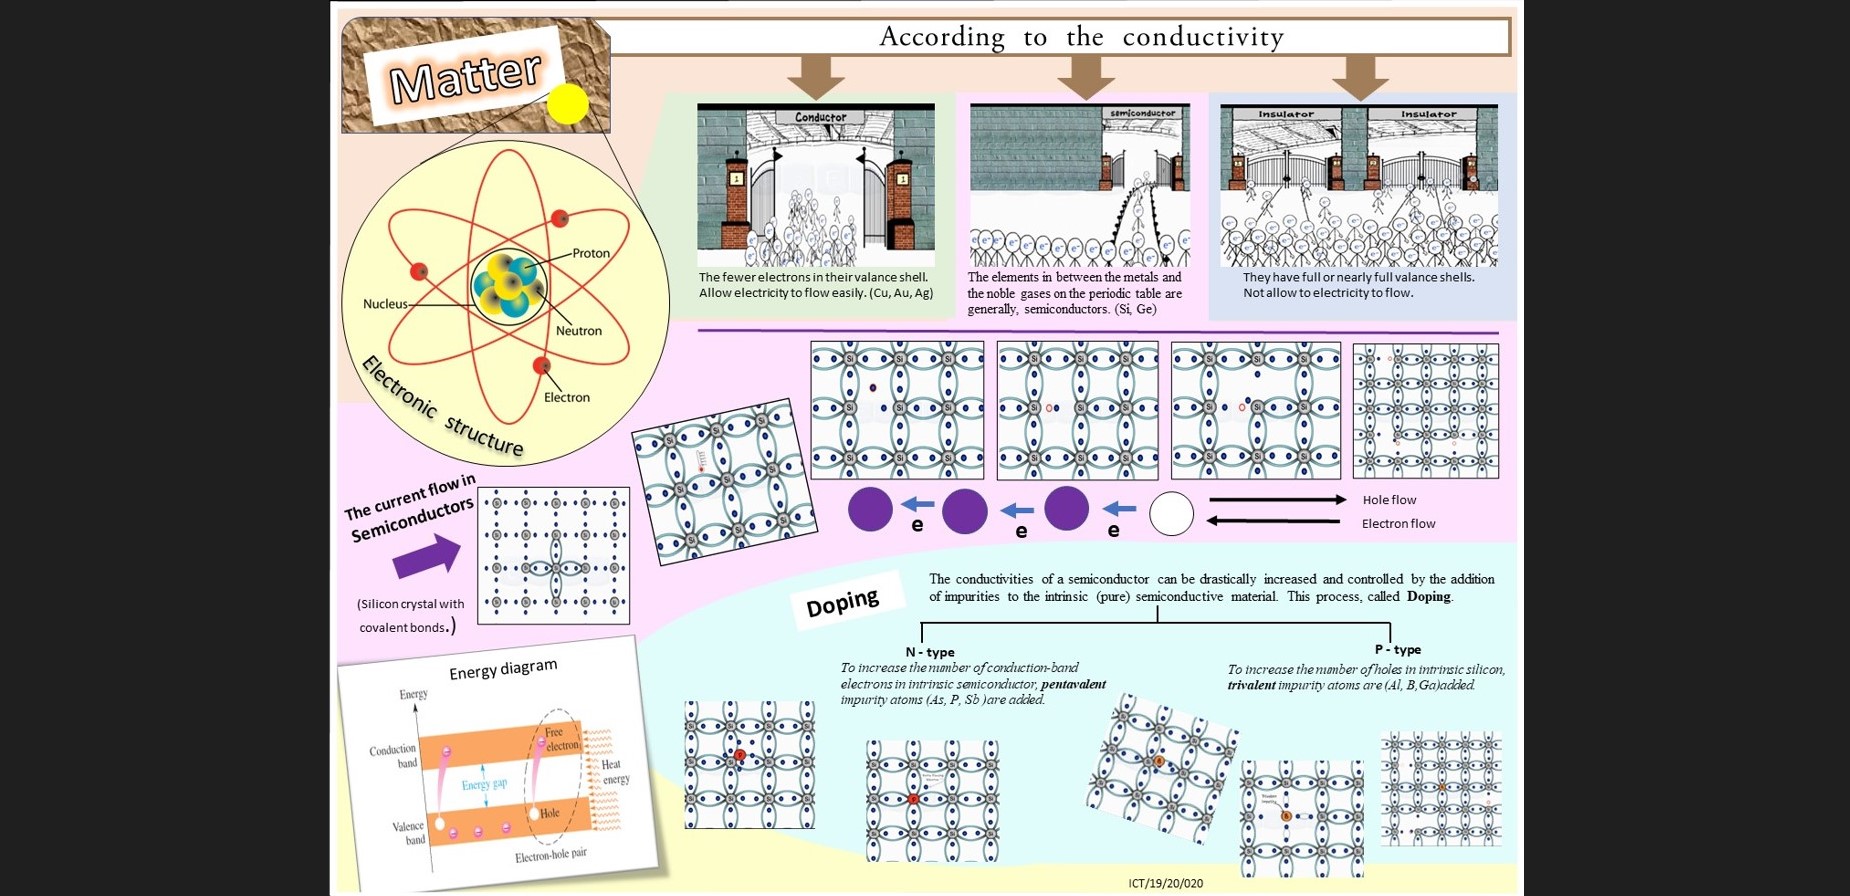 Matter
According to the conductivity
Conductor
semiconductor
Insulator
Insulator
1
1
The fewer electrons in their valance shell.
Allow electricity to flow easily. (Cu, Au, Ag)
The elements in between the metals and
the noble gases on the periodic table are
generally, semiconductors. (Si, Ge)
They have full or nearly full valance shells.
Not allow to electricity to flow.
Proton
Nucleus
Neutron
Electron
Electronic structure
The current flow in
Semiconductors
(Silicon crystal with
covalent bonds.)
e
e
e
Hole flow
Electron flow
Doping
The conductivities of a semiconductor can be drastically increased and controlled by the addition
of impurities to the intrinsic (pure) semiconductive material. This process, called Doping.
N - type
To increase the number of conduction-band
electrons in intrinsic semiconductor, pentavalent
impurity atoms (As, P, Sb )are added.
P - type
To increase the number of holes in intrinsic silicon,
trivalent impurity atoms are (Al, B,Ga)added.
Energy diagram
Energy
Conduction
band
Free
electron
Energy gap
Heat
energy
Valence
band
Hole
Electron-hole pair
ICT/19/20/020